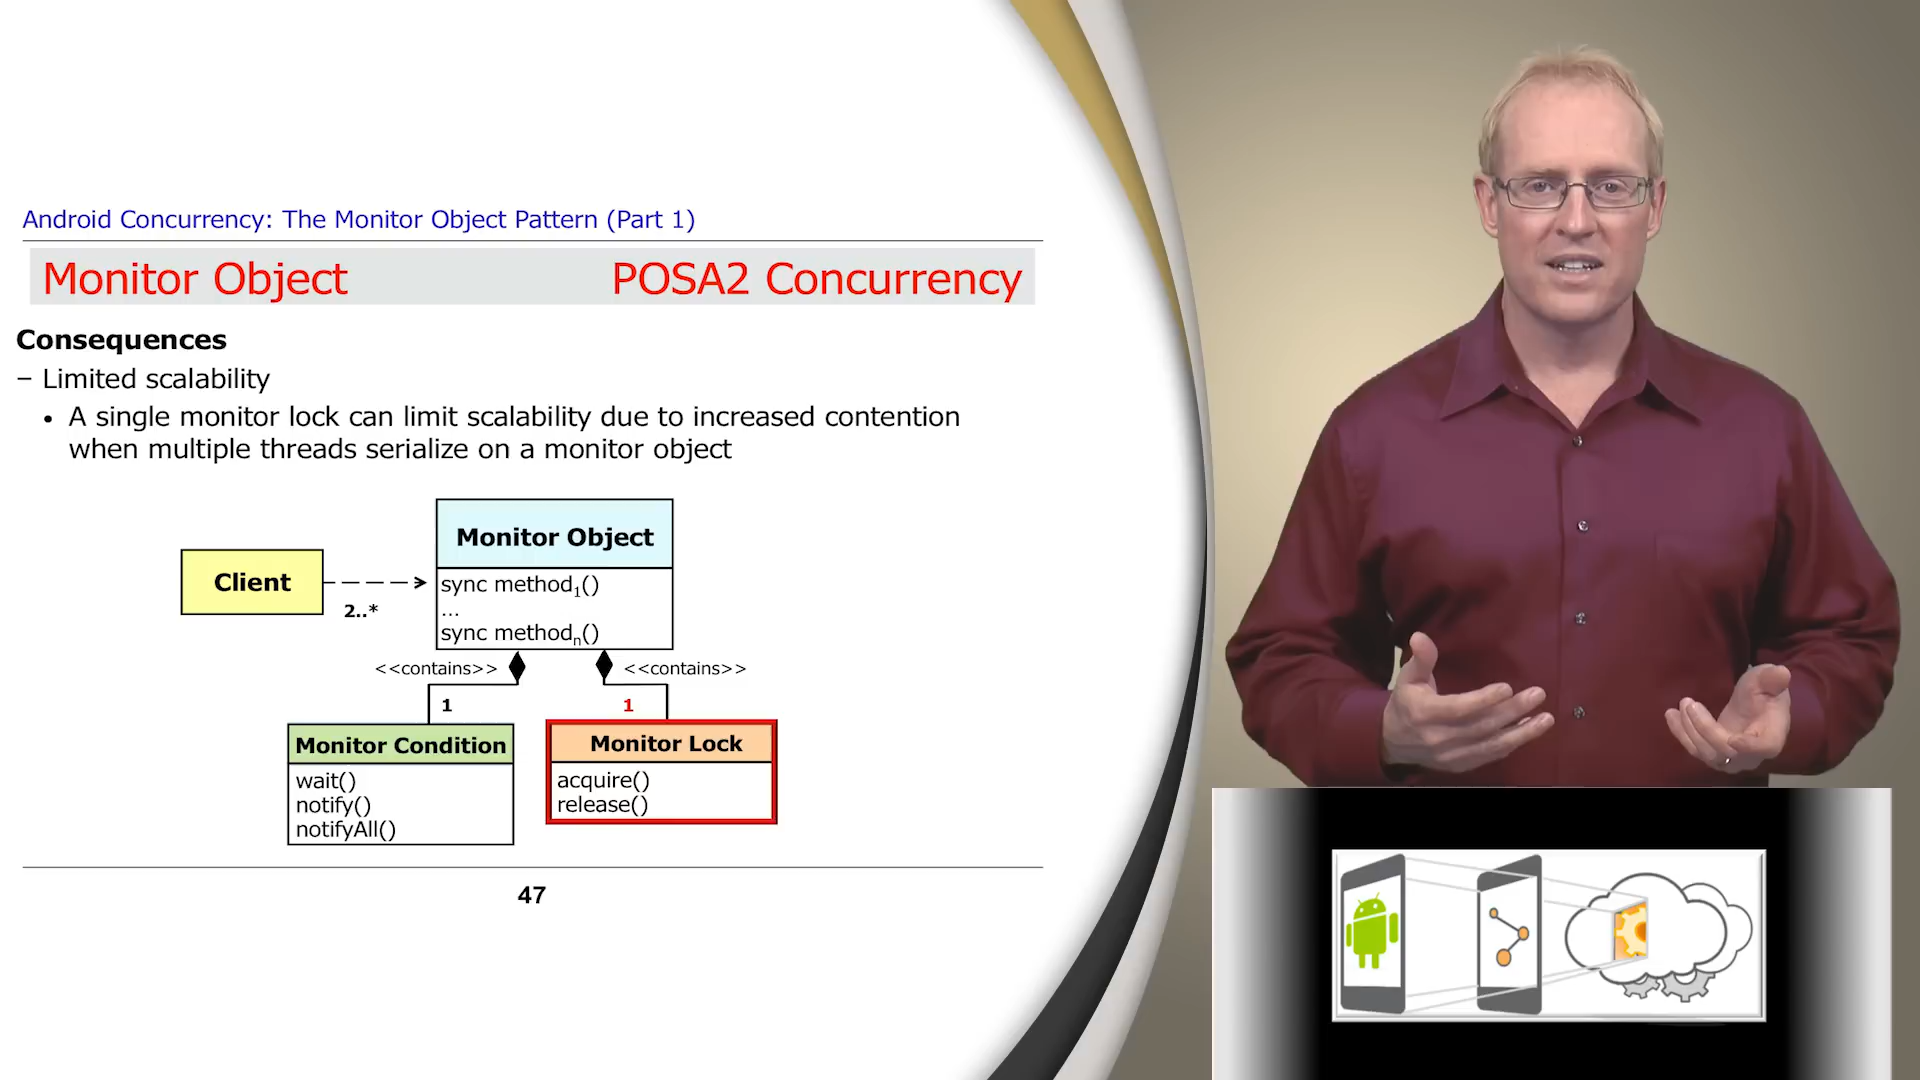 Android Concurrency: The Monitor Object Pattern (Part 1)
Monitor Object POSA2 Concurrency
Consequences
– Limited scalability
• A single monitor lock can limit scalability due to increased contention
when multiple threads serialize on a monitor object
Monitor Object
Client
sync method1()
2..*
...
sync methodn()
<<contains>> <<contains>>
1 1
Monitor Condition
wait()
notify()
notifyAll()
Monitor Lock
acquire()
release()
47